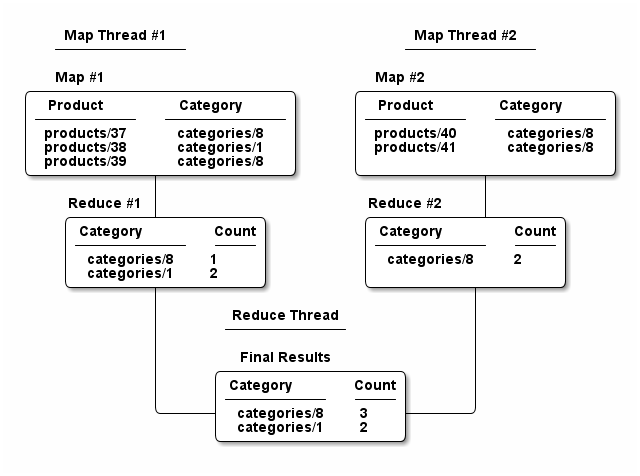 Map Thread #1
Map Thread #2
Map #1
Map #2
Product Category
products/37 categories/8
products/38 categories/1
products/39 categories/8
Product Category
products/40 categories/8
products/41 categories/8
Reduce #1
Reduce #2
Category Count
categories/8 1
categories/1 2
Category Count
categories/8 2
Reduce Thread
Final Results
Category Count
categories/8 3
categories/1 2